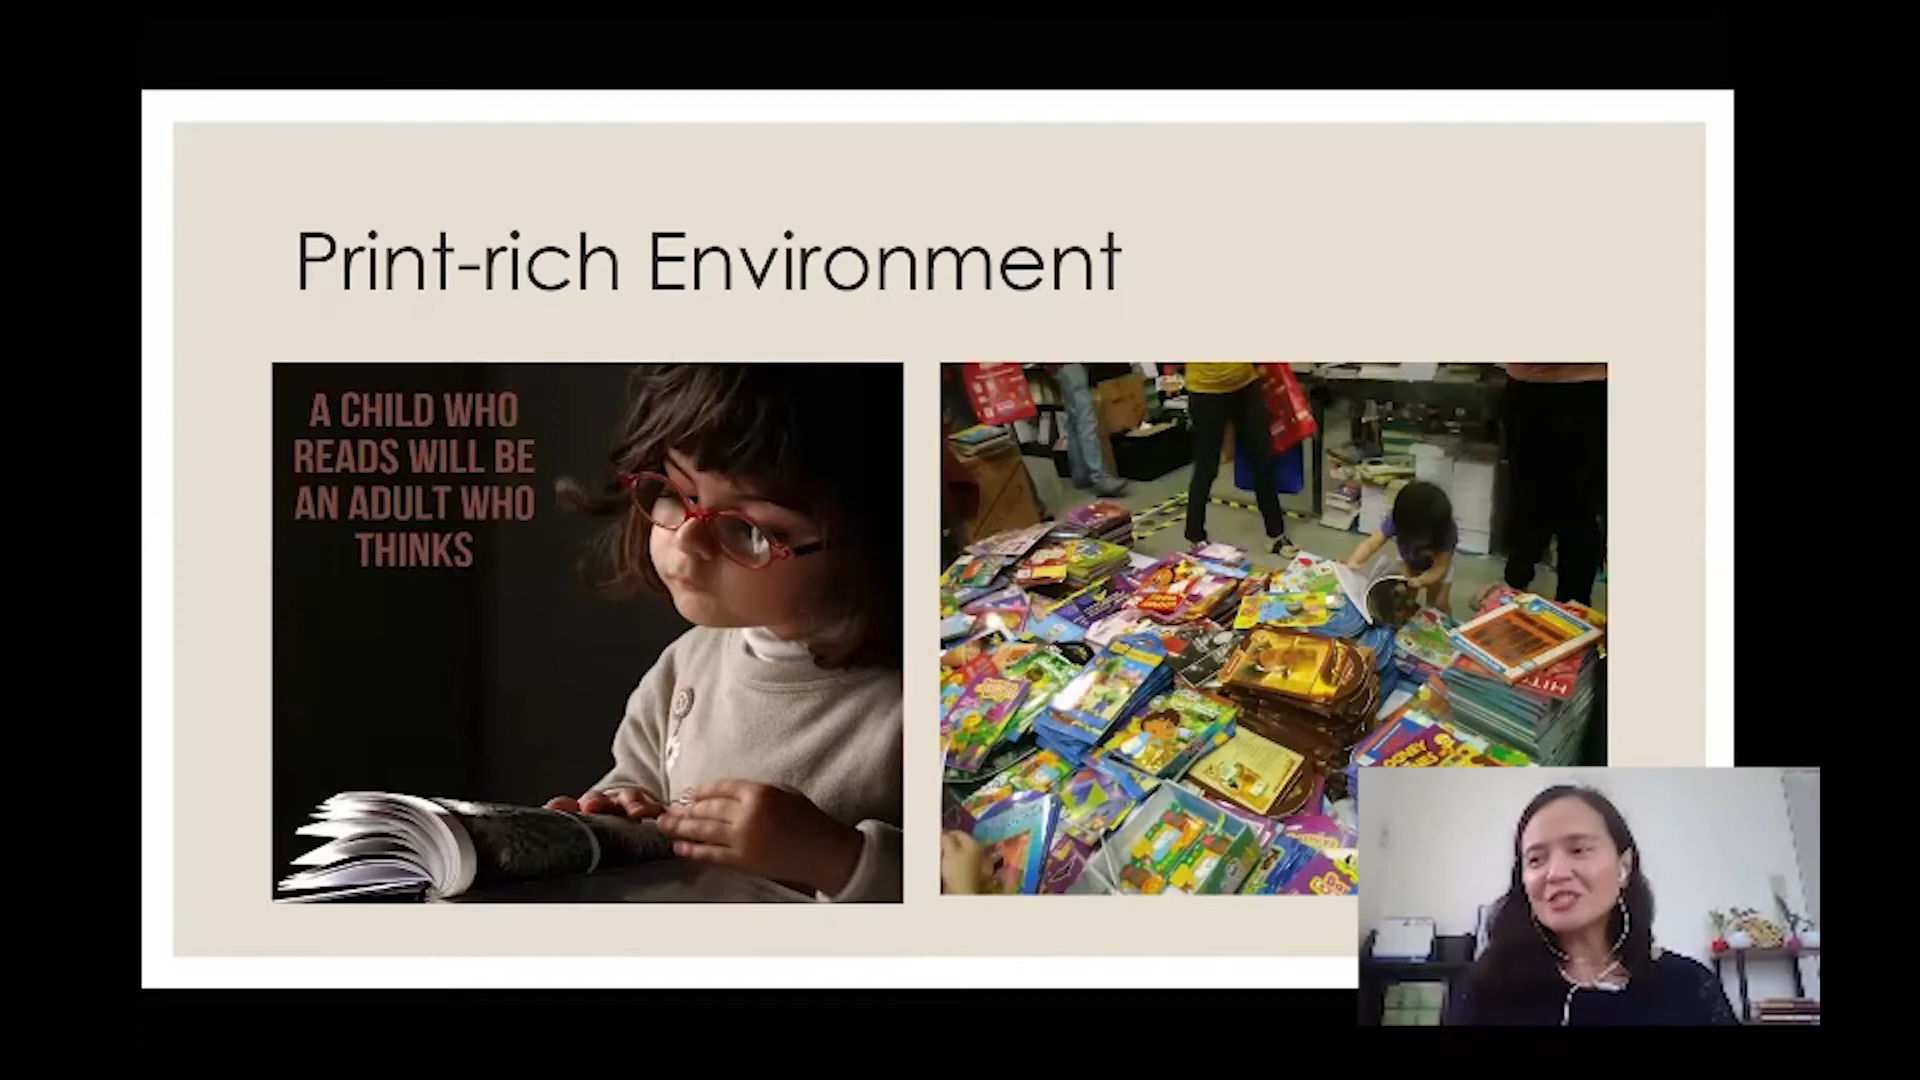 Print-rich Environment
A CHILD WHO
READS WILL BE
AN ADULT WHO
THINKS